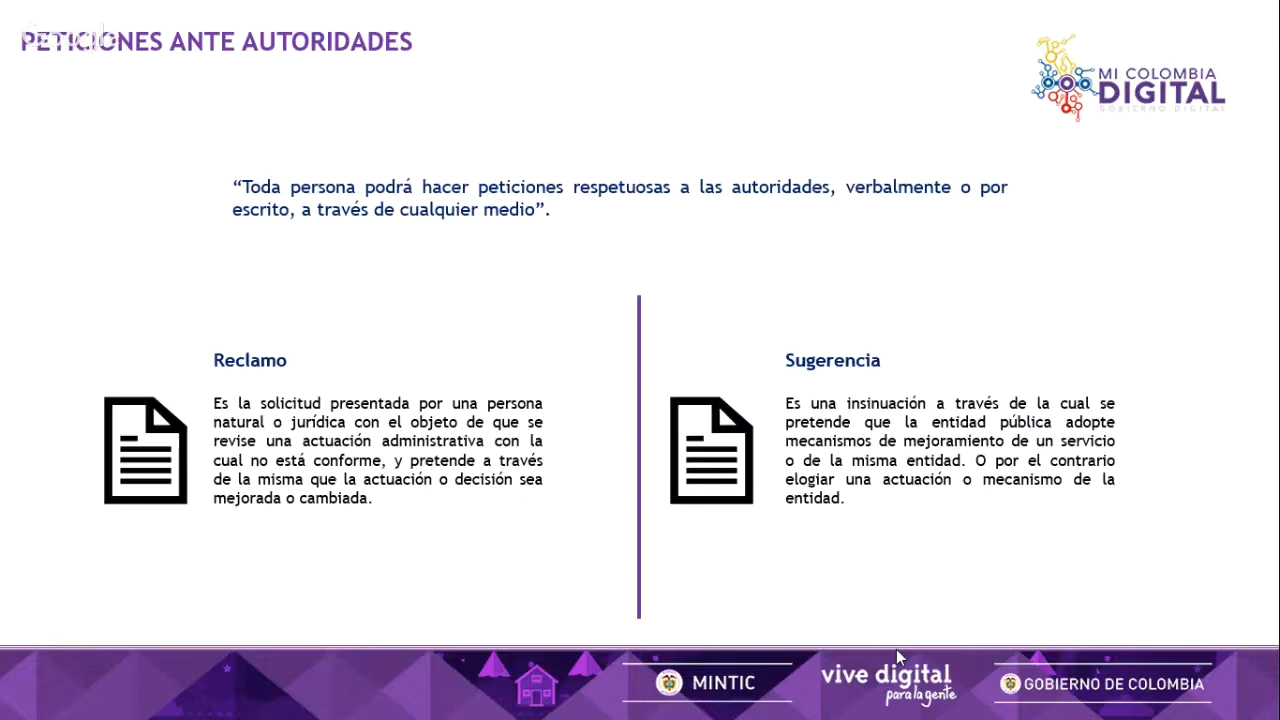 PETICIONES ANTE AUTORIDADES
Google
MI COLOMBIA
DIGITAL
GOBIERNO DIGITAL
“Toda persona podrá hacer peticiones respetuosas a las autoridades, verbalmente o por
escrito, a través de cualquier medio”.
Reclamo
Es la solicitud presentada por una persona
natural o jurídica con el objeto de que se
revise una actuación administrativa con la
cual no está conforme, y pretende a través
de la misma que la actuación o decisión sea
mejorada o cambiada.
Sugerencia
Es una insinuación a través de la cual se
pretende que la entidad pública adopte
mecanismos de mejoramiento de un servicio
o de la misma entidad. O por el contrario
elogiar una actuación o mecanismo de la
entidad.
MINTIC
vive digital
para la gente
GOBIERNO DE COLOMBIA